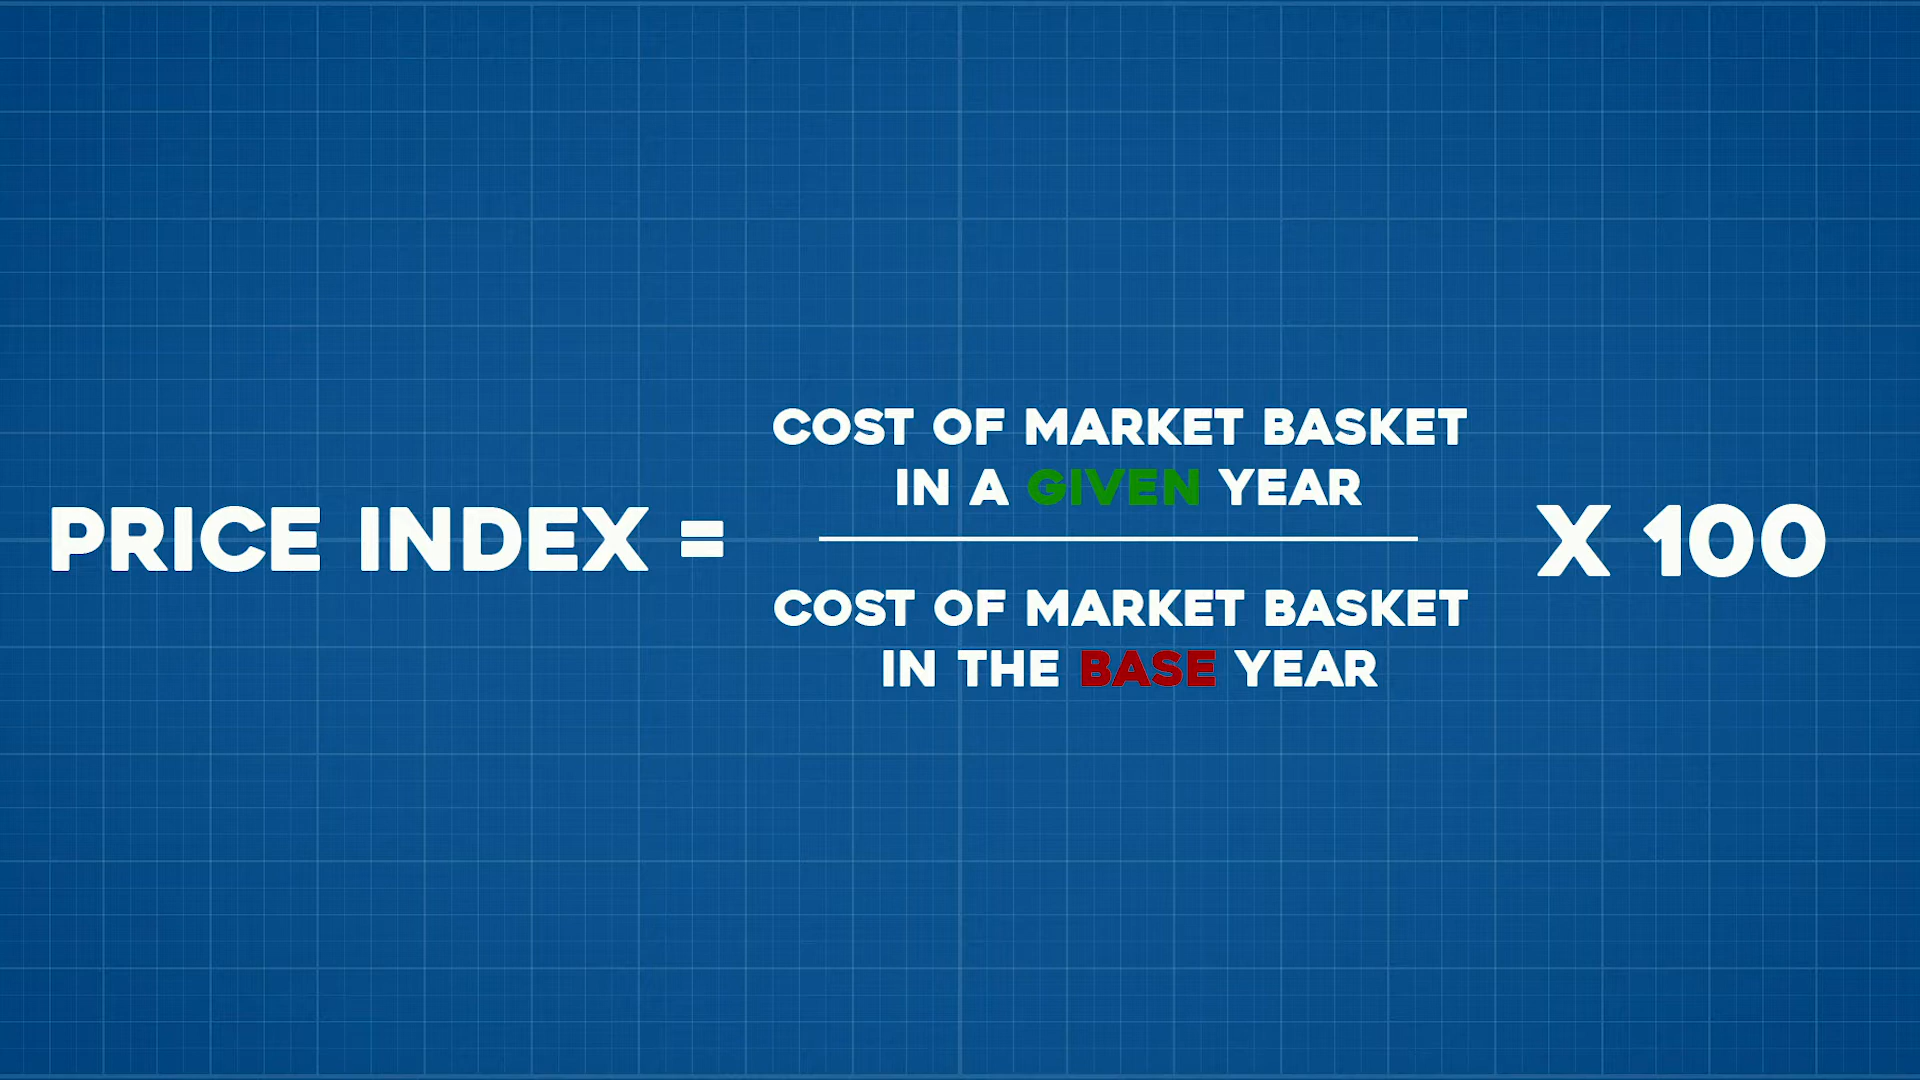 PRICE INDEX =
COST OF MARKET BASKET
IN A GIVEN YEAR
COST OF MARKET BASKET
IN THE BASE YEAR
X 100